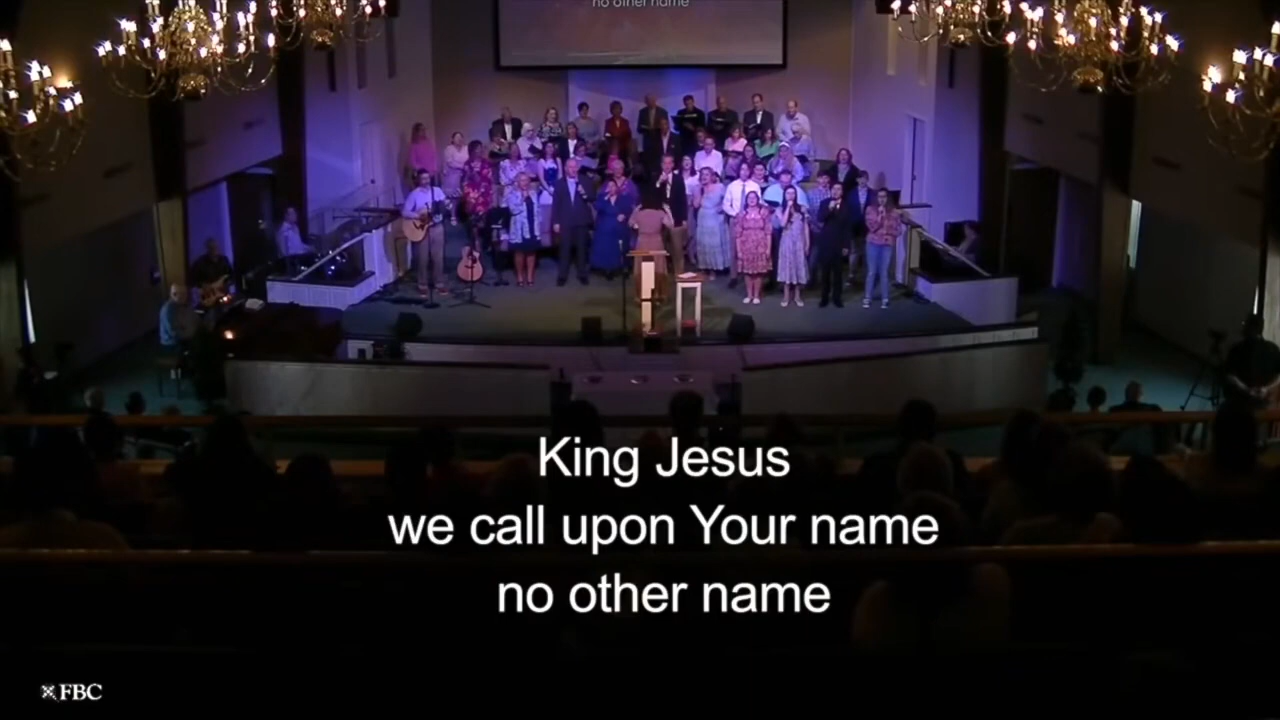 no other name
King Jesus
we call upon Your name
no other name
FBC